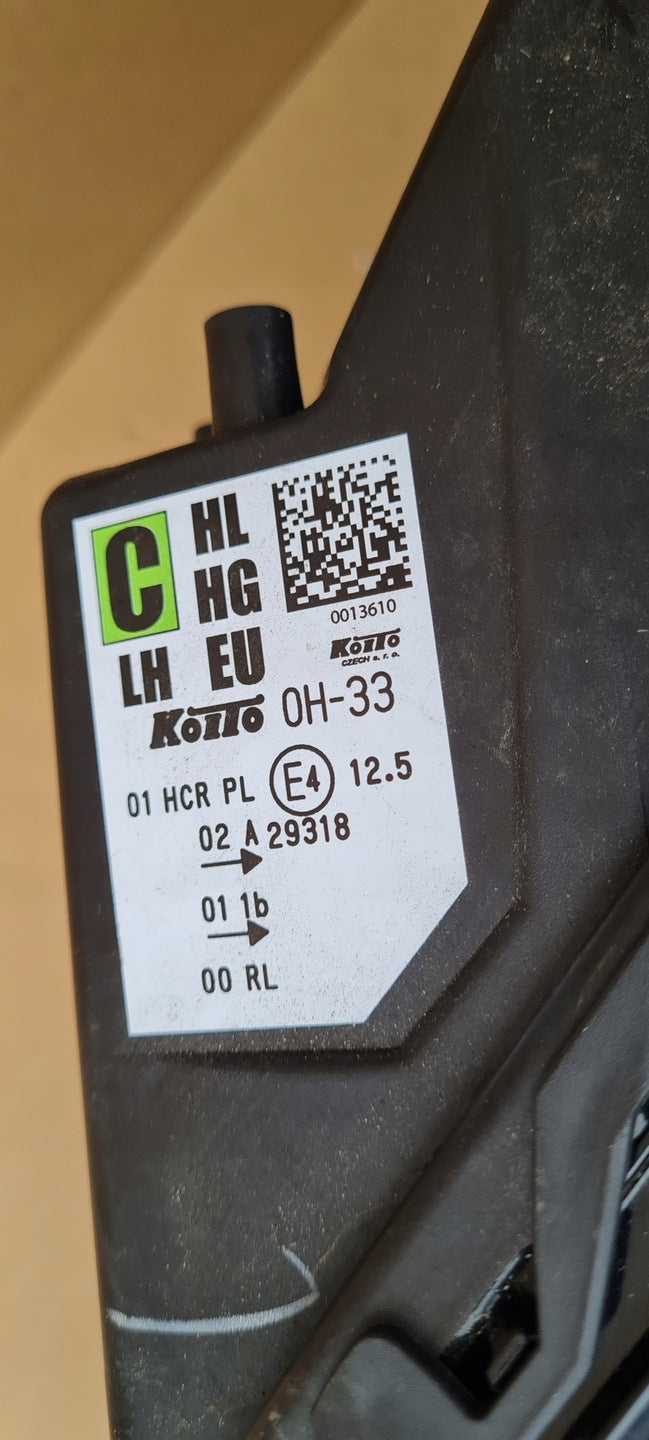 C HL
HG
LH EU
0013610
KOITO
CZECH s. r. o.
KOITO 0H-33
01 HCR PL E4 12.5
02 A 29318
01 1b
00 RL